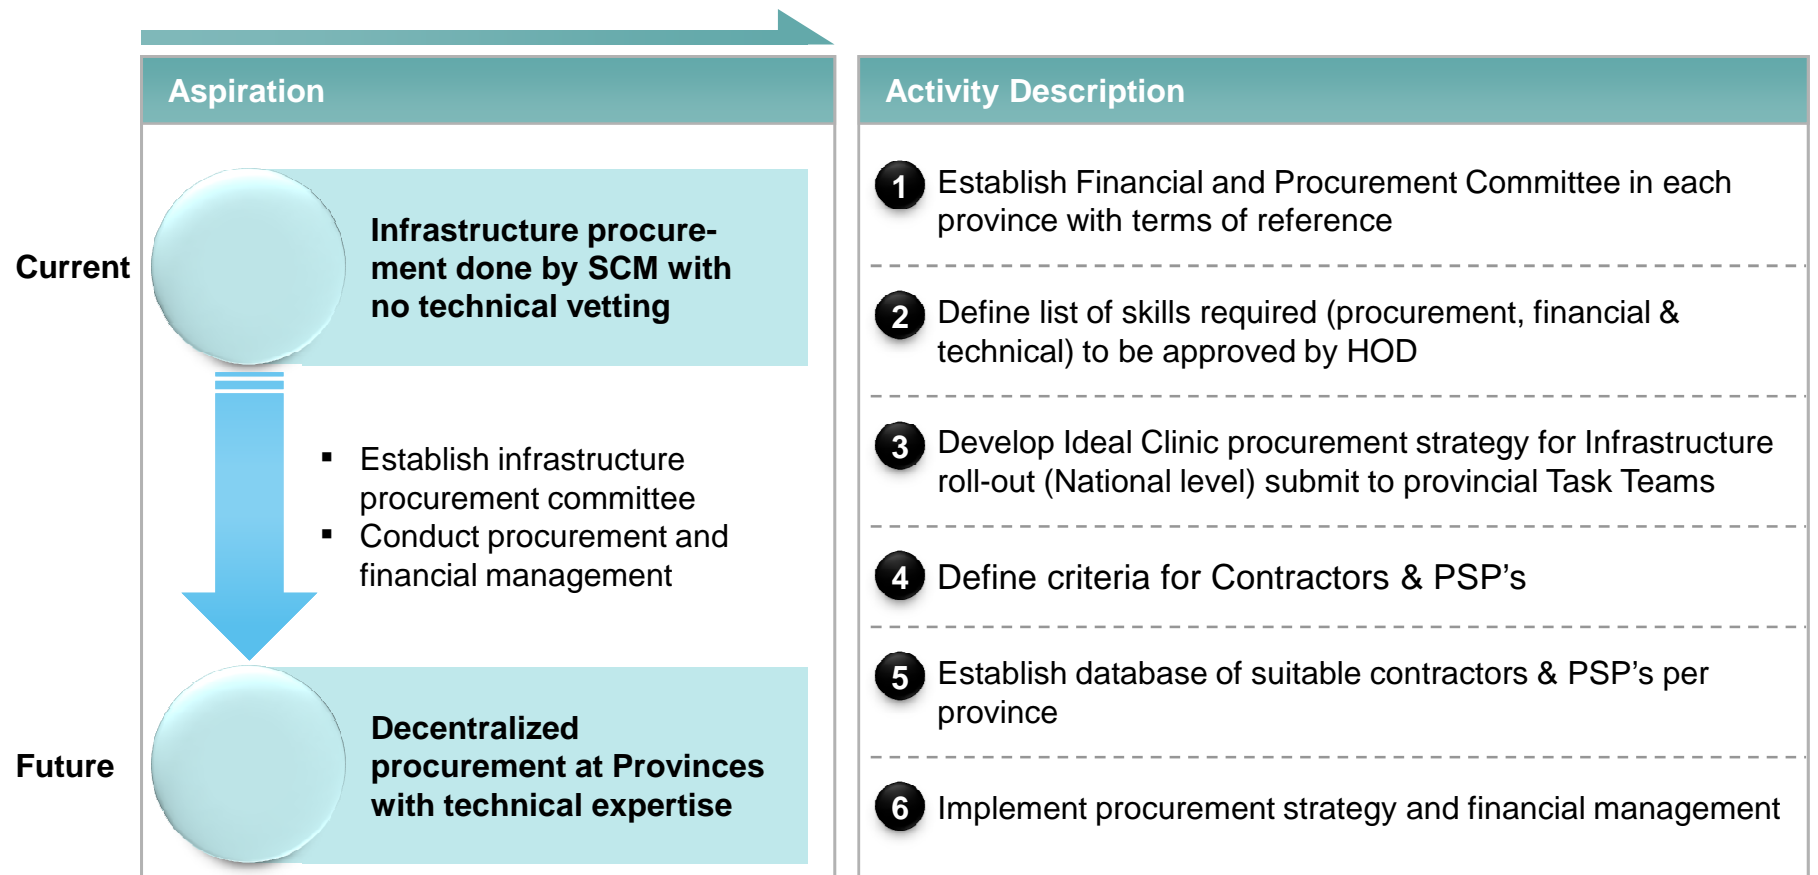 Aspiration
Current
Infrastructure procure-
ment done by SCM with
no technical vetting
▪ Establish infrastructure
procurement committee
▪ Conduct procurement and
financial management
Future
Decentralized
procurement at Provinces
with technical expertise
Activity Description
1 Establish Financial and Procurement Committee in each
province with terms of reference
2 Define list of skills required (procurement, financial &
technical) to be approved by HOD
3 Develop Ideal Clinic procurement strategy for Infrastructure
roll-out (National level) submit to provincial Task Teams
4 Define criteria for Contractors & PSP’s
5 Establish database of suitable contractors & PSP’s per
province
6 Implement procurement strategy and financial management